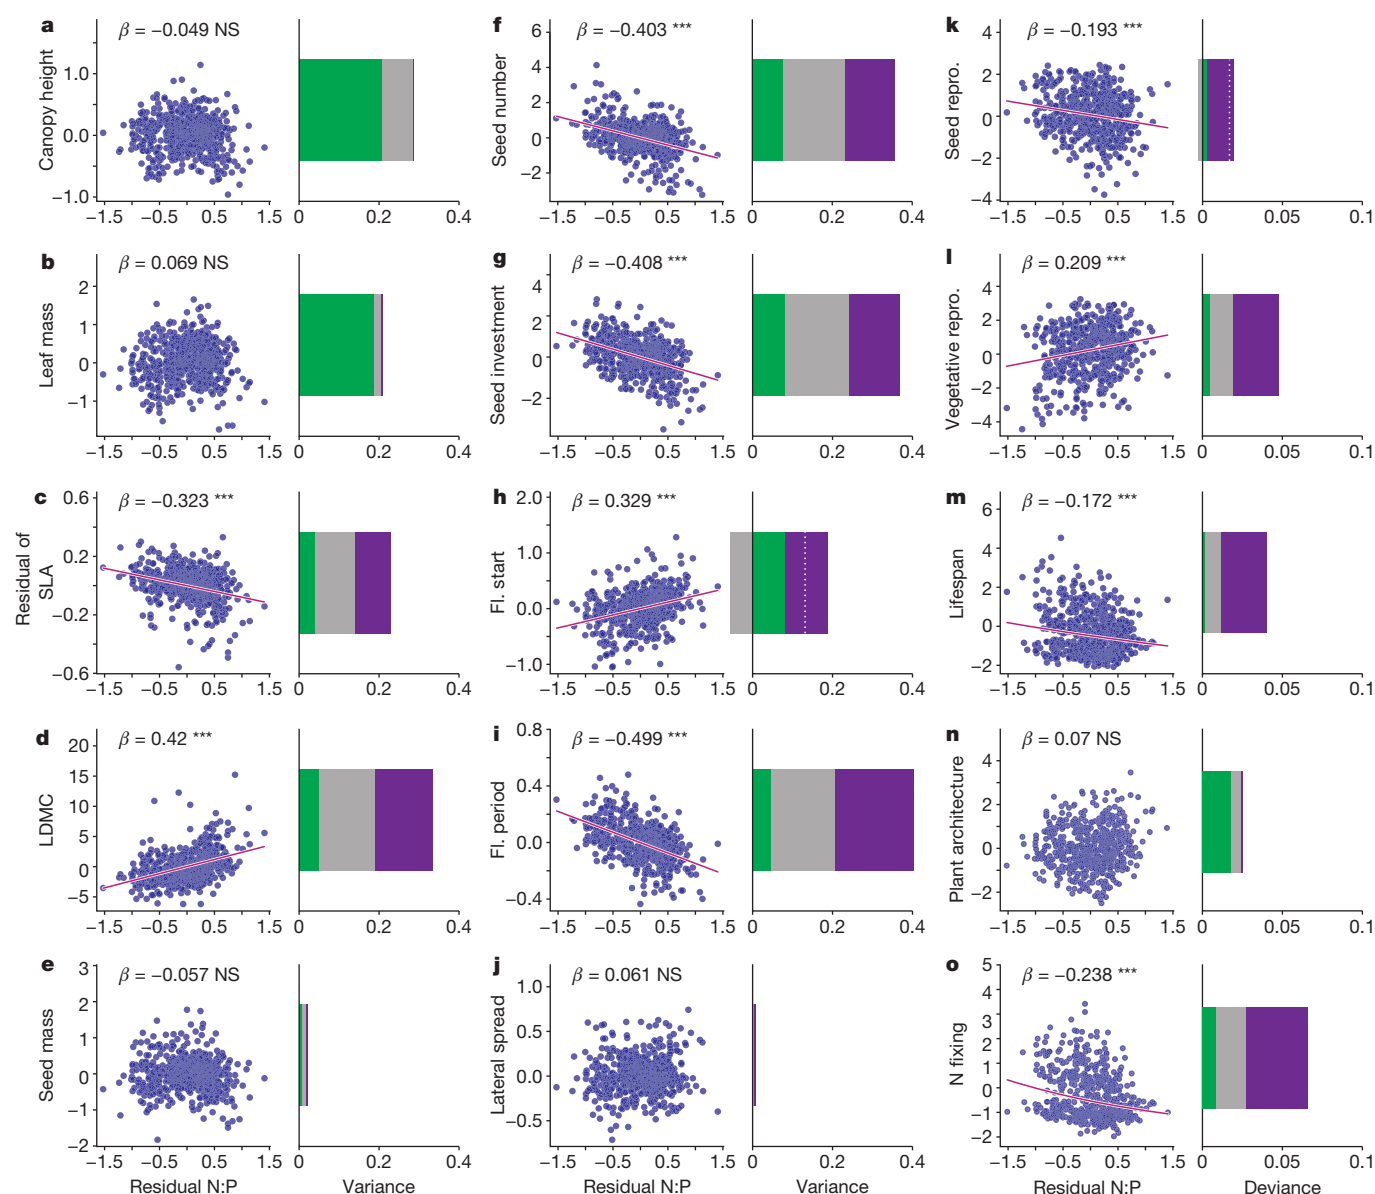 a
β = −0.049 NS
Canopy height
1.0
0.0
−1.0
−1.5 −0.5 0.5 1.5
0 0.2 0.4
b
β = 0.069 NS
Leaf mass
2
1
0
−1
−1.5 −0.5 0.5 1.5
0 0.2 0.4
c
β = −0.323 ***
Residual of
SLA
0.6
0.2
−0.2
−0.6
−1.5 −0.5 0.5 1.5
0 0.2 0.4
d
β = 0.42 ***
LDMC
20
15
10
5
0
−5
−1.5 −0.5 0.5 1.5
0 0.2 0.4
e
β = −0.057 NS
Seed mass
3
2
1
0
−1
−2
−1.5 −0.5 0.5 1.5
0 0.2 0.4
Residual N:P
Variance
f
β = −0.403 ***
Seed number
6
4
2
0
−2
−1.5 −0.5 0.5 1.5
0 0.2 0.4
g
β = −0.408 ***
Seed investment
4
2
0
−2
−1.5 −0.5 0.5 1.5
0 0.2 0.4
h
β = 0.329 ***
Fl. start
2.0
1.0
0.0
−1.0
−1.5 −0.5 0.5 1.5
0 0.2 0.4
i
β = −0.499 ***
Fl. period
0.8
0.4
0.0
−0.4
−1.5 −0.5 0.5 1.5
0 0.2 0.4
j
β = 0.061 NS
Lateral spread
1.0
0.5
0.0
−0.5
−1.5 −0.5 0.5 1.5
0 0.2 0.4
Residual N:P
Variance
k
β = −0.193 ***
Seed repro.
4
2
0
−2
−4
−1.5 −0.5 0.5 1.5
0 0.05 0.1
l
β = 0.209 ***
Vegetative repro.
4
2
0
−2
−4
−1.5 −0.5 0.5 1.5
0 0.05 0.1
m
β = −0.172 ***
Lifespan
6
4
2
0
−2
−1.5 −0.5 0.5 1.5
0 0.05 0.1
n
β = 0.07 NS
Plant architecture
4
2
0
−2
−1.5 −0.5 0.5 1.5
0 0.05 0.1
o
β = −0.238 ***
N fixing
5
4
3
2
1
0
−1
−2
−1.5 −0.5 0.5 1.5
0 0.05 0.1
Residual N:P
Deviance